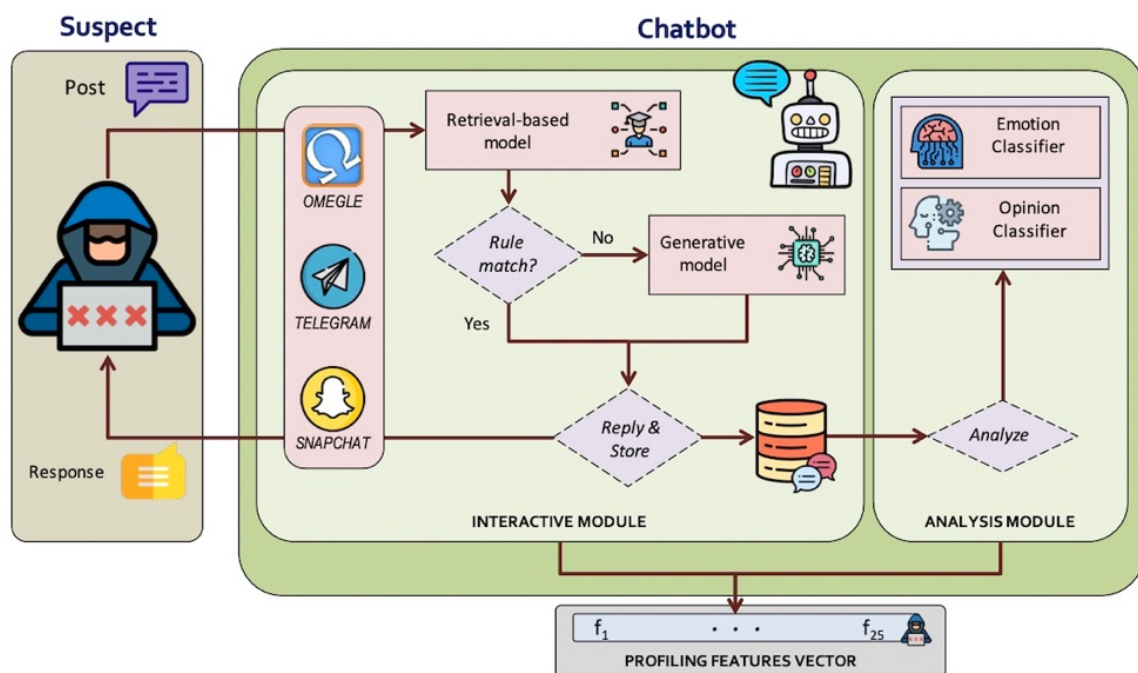 Suspect
Chatbot
Post
Response
OMEGLE
TELEGRAM
SNAPCHAT
Retrieval-based
model
Rule
match?
No
Yes
Generative
model
Reply &
Store
INTERACTIVE MODULE
Emotion
Classifier
Opinion
Classifier
Analyze
ANALYSIS MODULE
f1 . . . f25
PROFILING FEATURES VECTOR